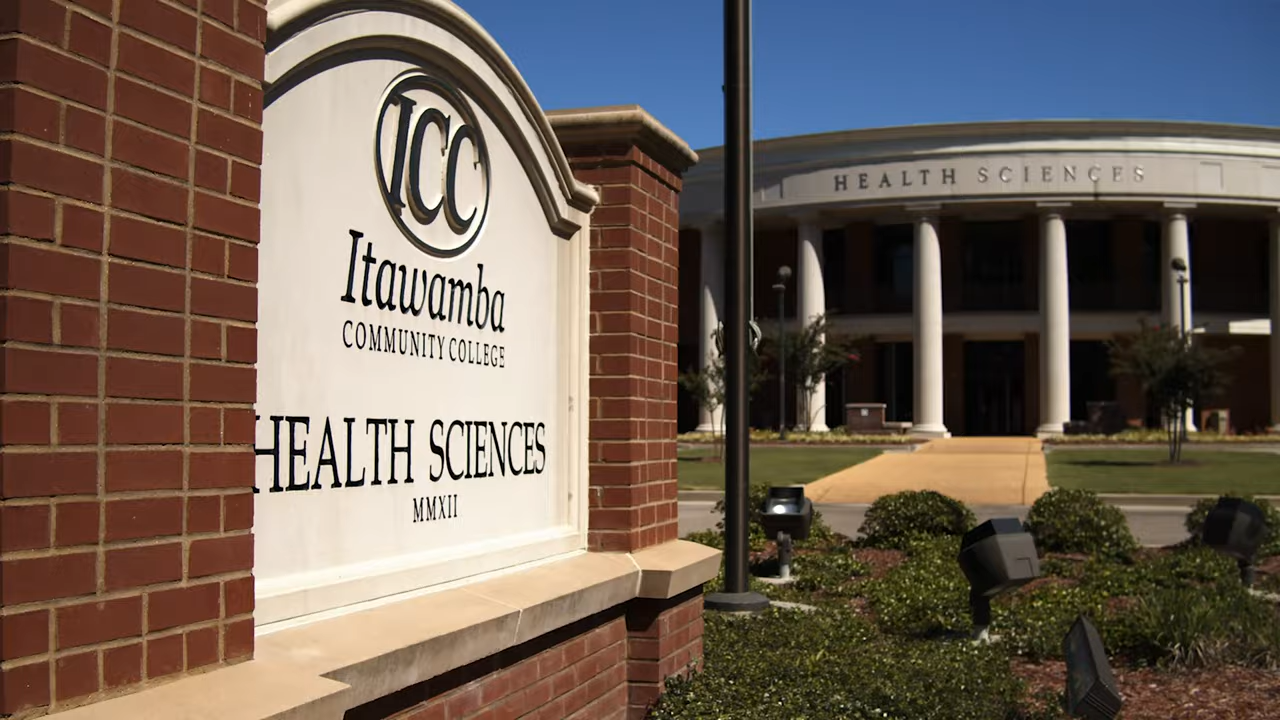 ICC
Itawamba
COMMUNITY COLLEGE
HEALTH SCIENCES
MMXII
HEALTH SCIENCES